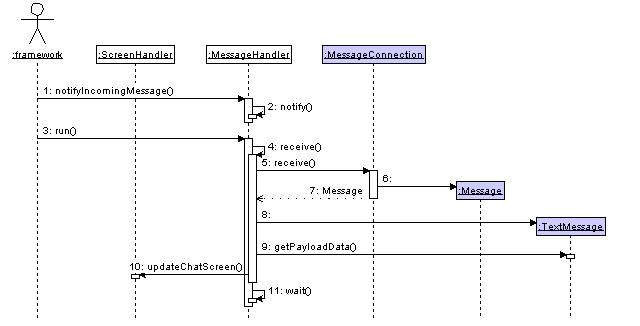 :framework
:ScreenHandler
:MessageHandler
:MessageConnection
1: notifyIncomingMessage()
2: notify()
3: run()
4: receive()
5: receive()
6:
7: Message
:Message
8:
:TextMessage
9: getPayloadData()
10: updateChatScreen()
11: wait()